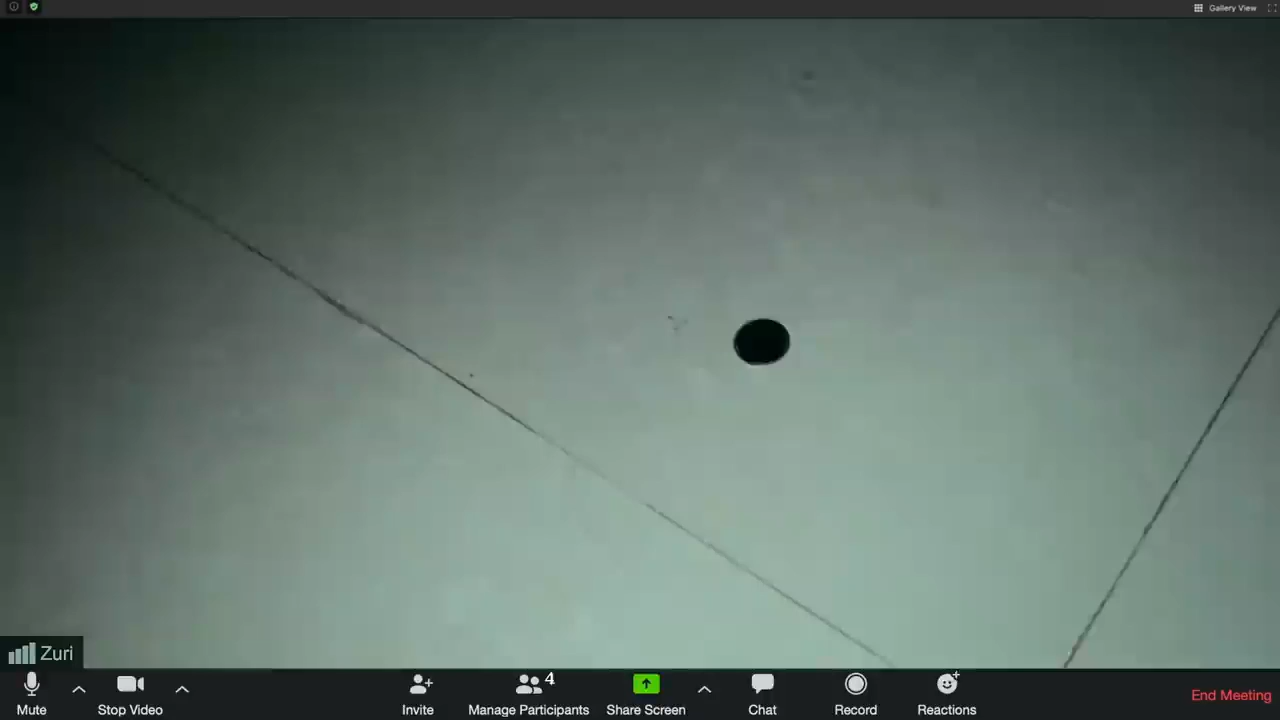 Gallery View
Zuri
Mute
Stop Video
Invite
4
Manage Participants
Share Screen
Chat
Record
Reactions
End Meeting